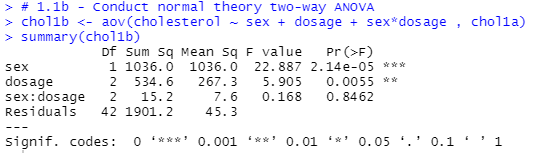 > # 1.1b - Conduct normal theory two-way ANOVA
> chol1b <- aov(cholesterol ~ sex + dosage + sex*dosage , chol1a)
> summary(chol1b)
            Df Sum Sq Mean Sq F value   Pr(>F)
sex          1 1036.0  1036.0  22.887 2.14e-05 ***
dosage       2  534.6   267.3   5.905   0.0055 **
sex:dosage   2   15.2     7.6   0.168   0.8462
Residuals   42 1901.2    45.3
---
Signif. codes:  0 ‘***’ 0.001 ‘**’ 0.01 ‘*’ 0.05 ‘.’ 0.1 ‘ ’ 1